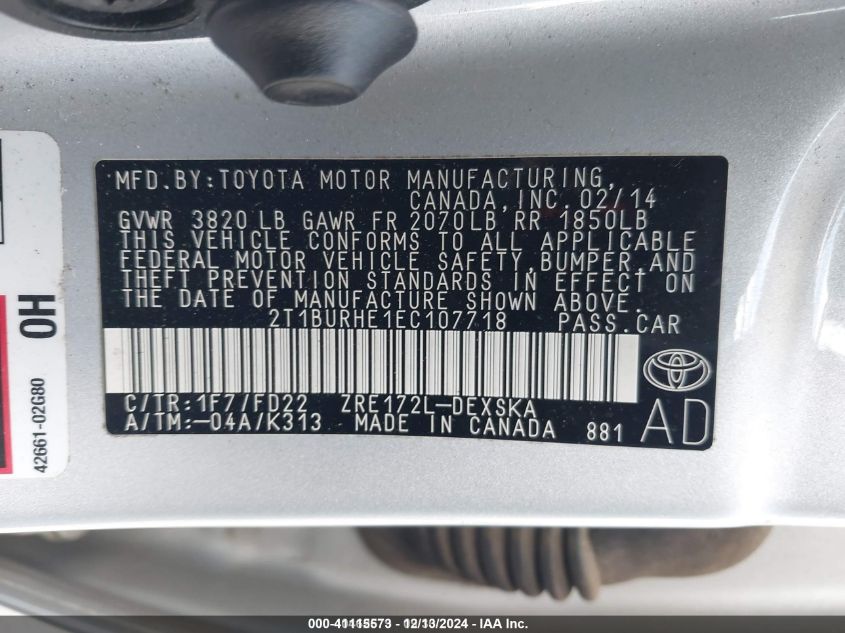 MFD.BY:TOYOTA MOTOR MANUFACTURING,
CANADA,INC.02/14
GVWR 3820 LB GAWR FR 2070LB RR 1850LB
THIS VEHICLE CONFORMS TO ALL APPLICABLE
FEDERAL MOTOR VEHICLE SAFETY,BUMPER,AND
THEFT PREVENTION STANDARDS IN EFFECT ON
THE DATE OF MANUFACTURE SHOWN ABOVE.
2T1BURHE1EC107718 PASS.CAR
C/TR:1F7/FD22 ZRE172L-DEXSKA
A/TM:-04A/K313 MADE IN CANADA 881
AD
OH
42661-02G80
000-41115573 - 12/13/2024 - IAA Inc.